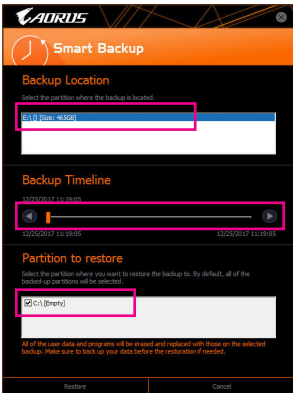 AORUS
Smart Backup
Backup Location
Select the partition where the backup is located.
E:\ [] [Size: 465GB]
Backup Timeline
12/25/2017 11:19:05
12/25/2017 11:19:05
12/25/2017 11:19:05
Partition to restore
Select the partition where you want to restore the backup to. By default, all of the
backed-up partitions will be selected.
C:\ [Empty]
All of the user data and programs will be erased and replaced with those on the selected
backup. Make sure to back up your data before the restoration if needed.
Restore
Cancel